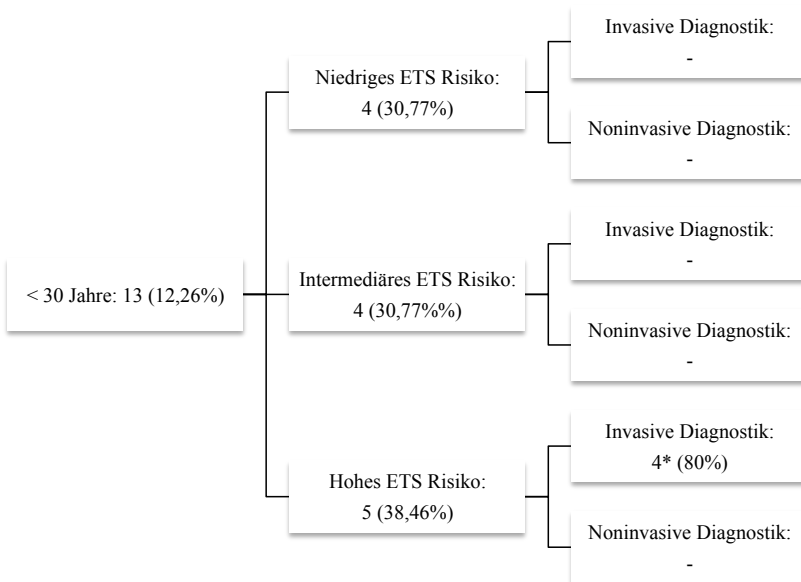 < 30 Jahre: 13 (12,26%)
Niedriges ETS Risiko:
4 (30,77%)
Invasive Diagnostik:
-
Noninvasive Diagnostik:
-
Intermediäres ETS Risiko:
4 (30,77%%)
Invasive Diagnostik:
-
Noninvasive Diagnostik:
-
Hohes ETS Risiko:
5 (38,46%)
Invasive Diagnostik:
4* (80%)
Noninvasive Diagnostik:
-